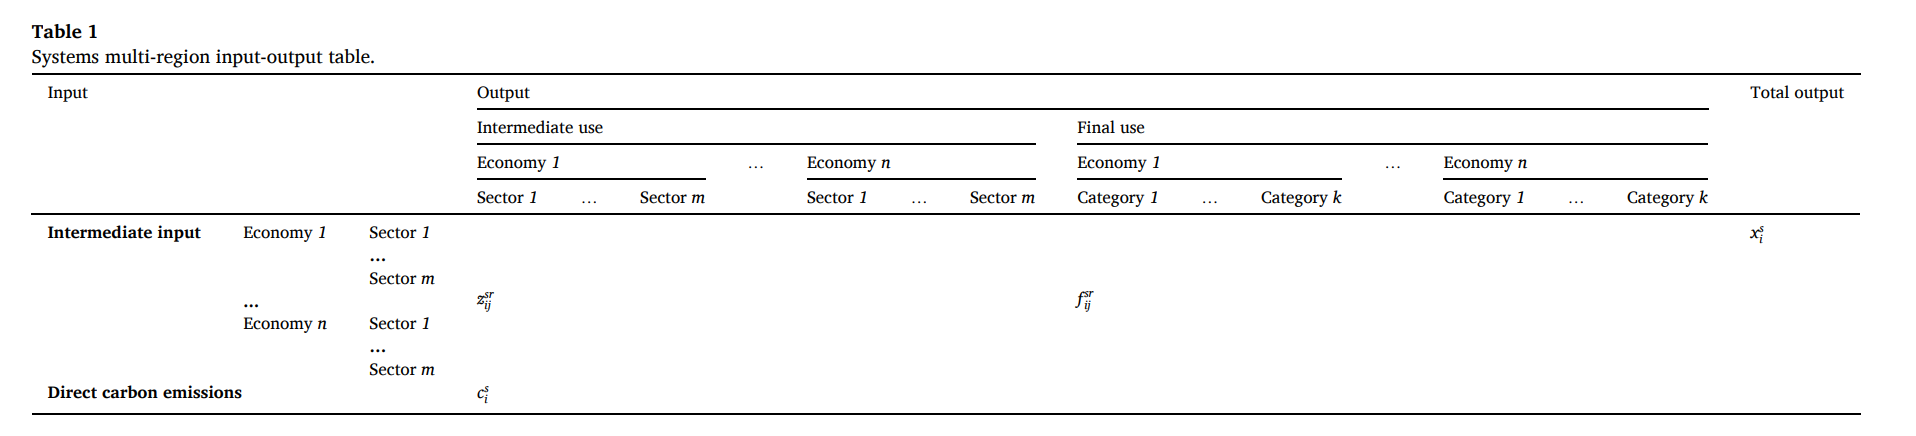 Table 1
Systems multi-region input-output table.
Input Output Total output
Intermediate use Final use
Economy 1 … Economy n Economy 1 … Economy n
Sector 1 … Sector m Sector 1 … Sector m Category 1 … Category k Category 1 … Category k
Intermediate input Economy 1 Sector 1 x_i^s
…
Sector m
… z_{ij}^{sr} f_{ij}^{sr}
Economy n Sector 1
…
Sector m
Direct carbon emissions c_i^s